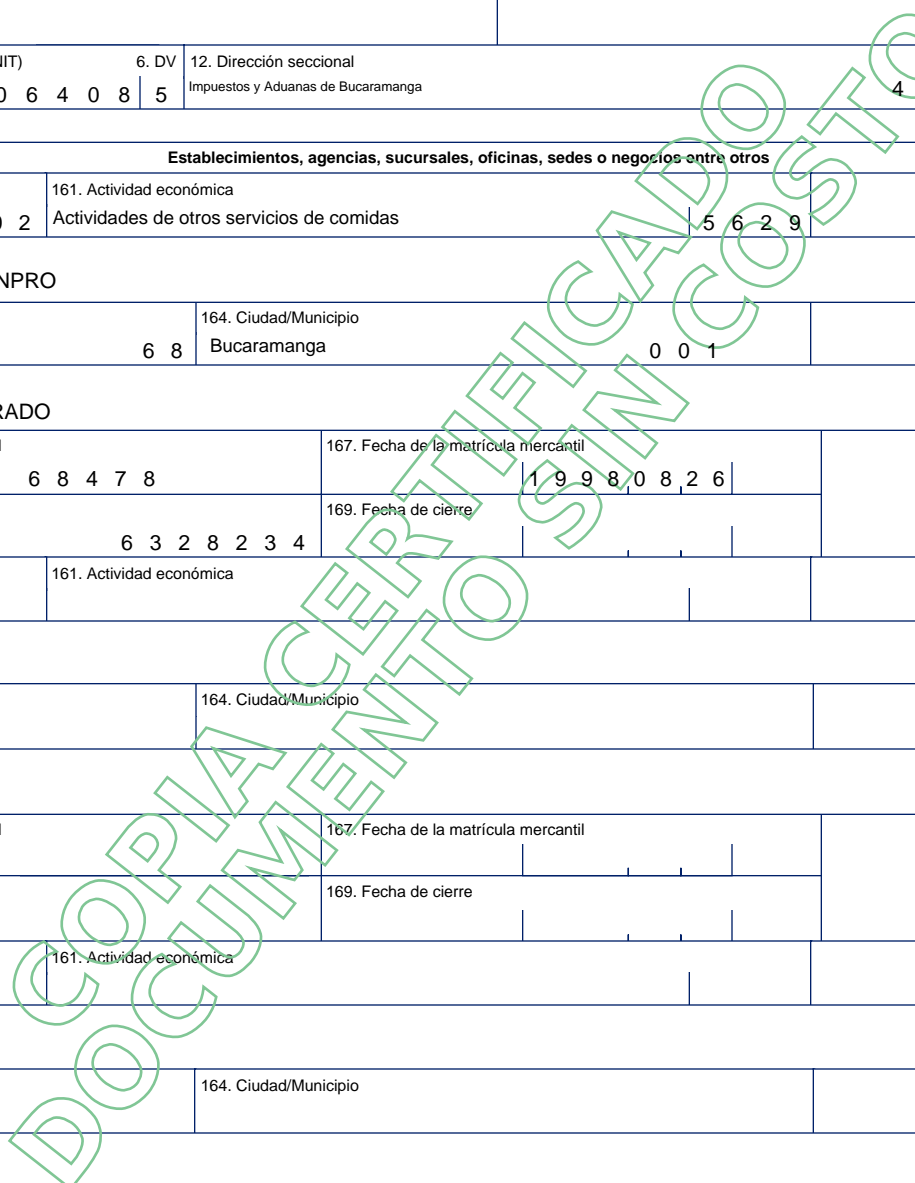 NIT) 6. DV 12. Dirección seccional
0 6 4 0 8 5 Impuestos y Aduanas de Bucaramanga 4
Establecimientos, agencias, sucursales, oficinas, sedes o negocios entre otros
161. Actividad económica
0 2 Actividades de otros servicios de comidas 5 6 2 9
NPRO
164. Ciudad/Municipio
6 8 Bucaramanga 0 0 1
RADO
167. Fecha de la matrícula mercantil
6 8 4 7 8 1 9 9 8 0 8 2 6
169. Fecha de cierre
6 3 2 8 2 3 4
161. Actividad económica
164. Ciudad/Municipio
167. Fecha de la matrícula mercantil
169. Fecha de cierre
161. Actividad económica
164. Ciudad/Municipio
COPIA CERTIFICADO
DOCUMENTO SIN COSTO